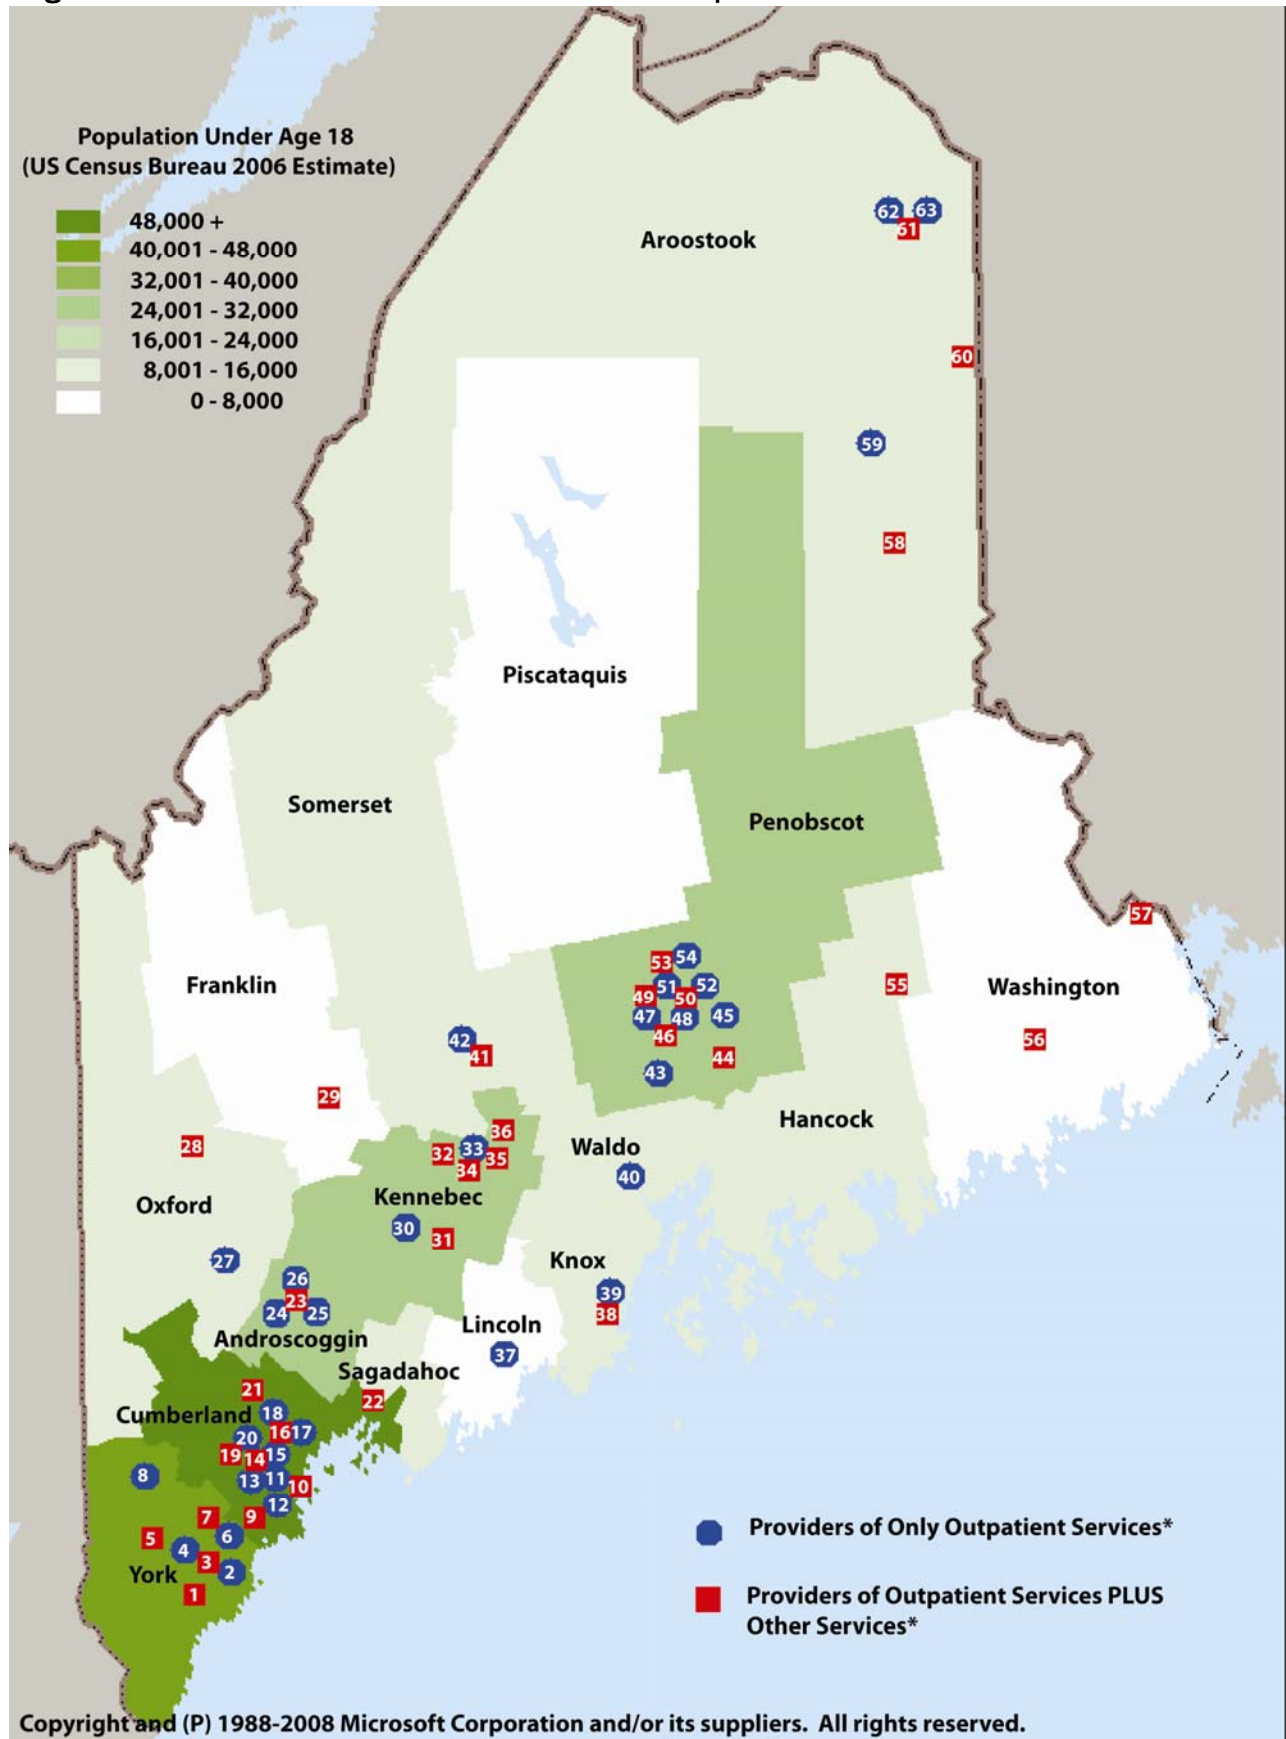 Population Under Age 18
(US Census Bureau 2006 Estimate)
48,000 +
40,001 - 48,000
32,001 - 40,000
24,001 - 32,000
16,001 - 24,000
8,001 - 16,000
0 - 8,000
62
63
61
Aroostook
60
59
58
Piscataquis
Somerset
Penobscot
57
54
53
Franklin
51
52
55
Washington
49
50
47
48
45
46
56
42
41
44
43
29
Hancock
36
28
33
Waldo
32
35
34
40
Kennebec
Oxford
30
31
27
Knox
26
39
23
24
25
38
Lincoln
Androscoggin
37
Sagadahoc
21
22
Cumberland
18
16
17
20
19
14
15
8
13
11
10
12
7
9
5
6
4
3
2
York
1
Providers of Only Outpatient Services*
Providers of Outpatient Services PLUS
Other Services*
Copyright and (P) 1988-2008 Microsoft Corporation and/or its suppliers. All rights reserved.